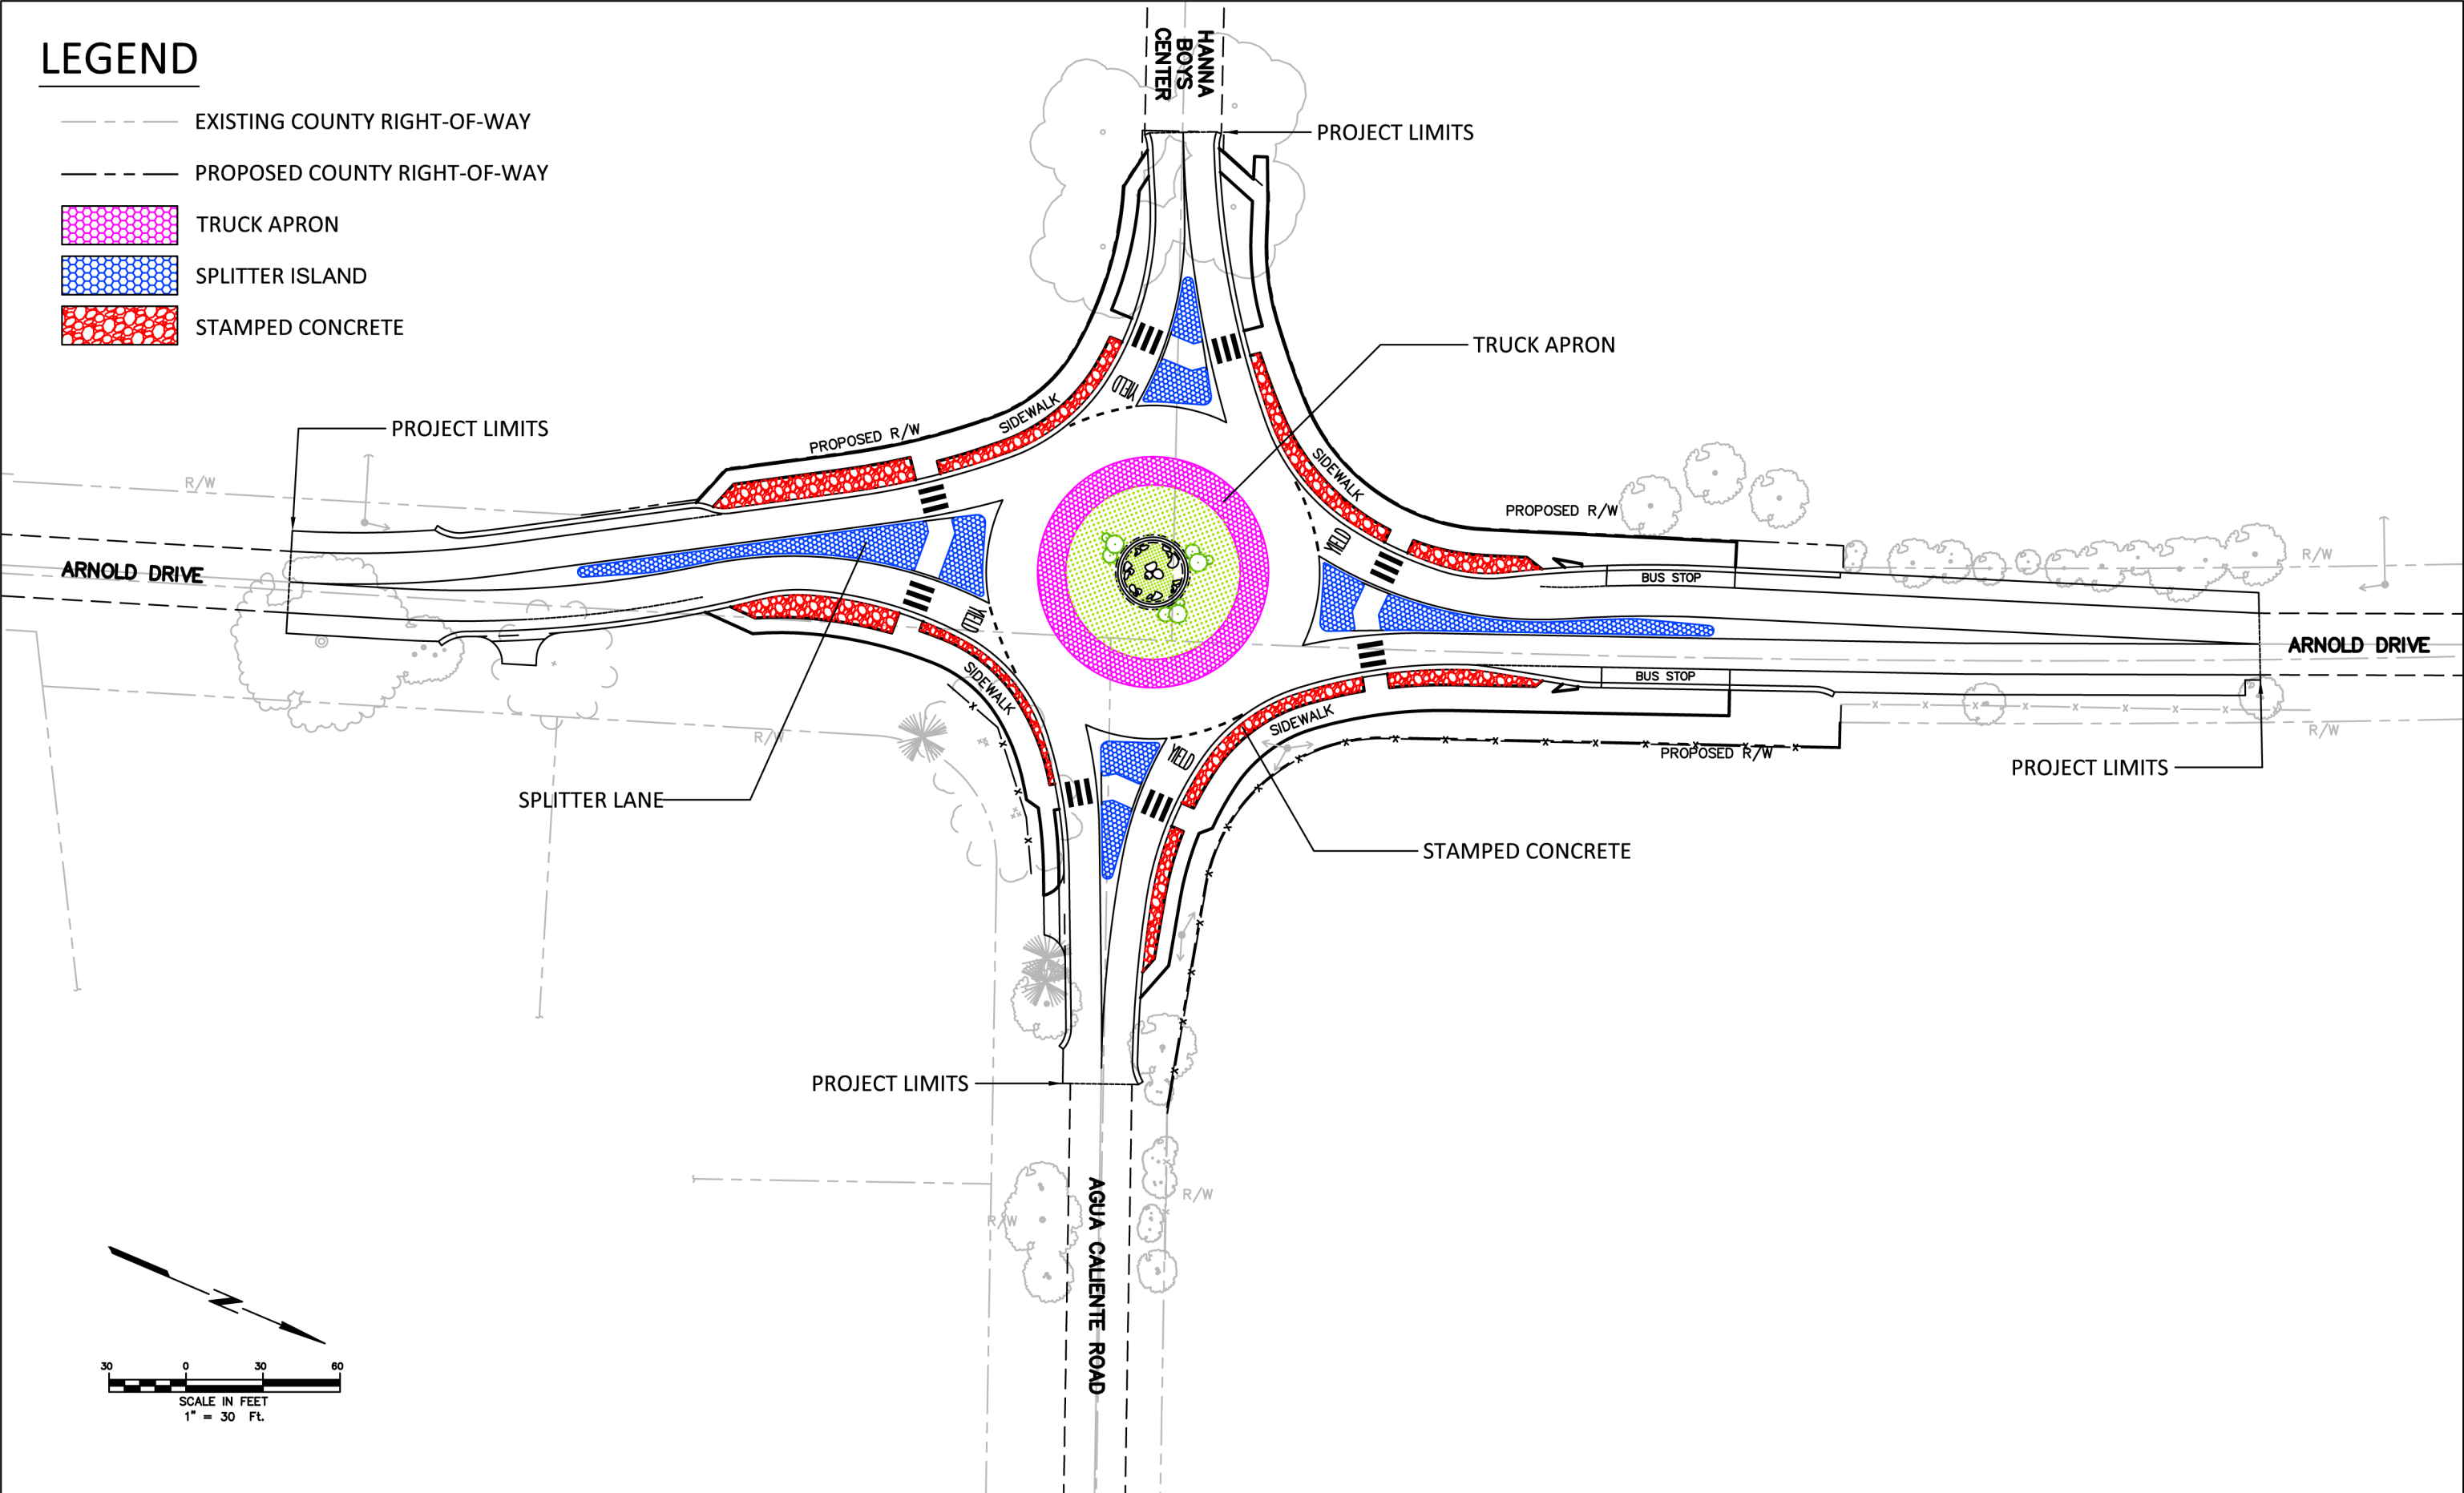 LEGEND
EXISTING COUNTY RIGHT-OF-WAY
PROPOSED COUNTY RIGHT-OF-WAY
TRUCK APRON
SPLITTER ISLAND
STAMPED CONCRETE
HANNA
BOYS
CENTER
PROJECT LIMITS
TRUCK APRON
YIELD
SIDEWALK
PROPOSED R/W
PROJECT LIMITS
SIDEWALK
R/W
PROPOSED R/W
YIELD
R/W
ARNOLD DRIVE
BUS STOP
YIELD
ARNOLD DRIVE
BUS STOP
SIDEWALK
SIDEWALK
R/W
R/W
YIELD
PROPOSED R/W
PROJECT LIMITS
SPLITTER LANE
STAMPED CONCRETE
PROJECT LIMITS
R/W
R/W
AGUA CALIENTE ROAD
30 0 30 60
SCALE IN FEET
1" = 30 Ft.